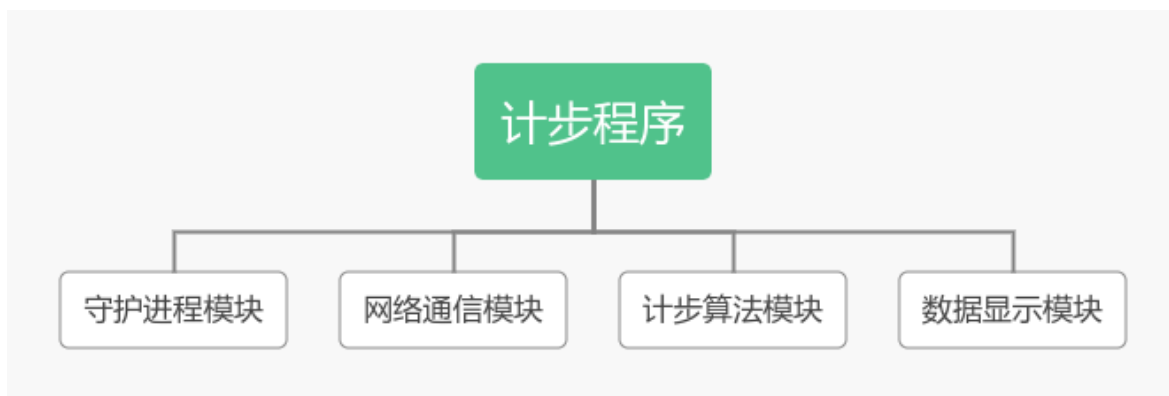 计步程序
守护进程模块
网络通信模块
计步算法模块
数据显示模块